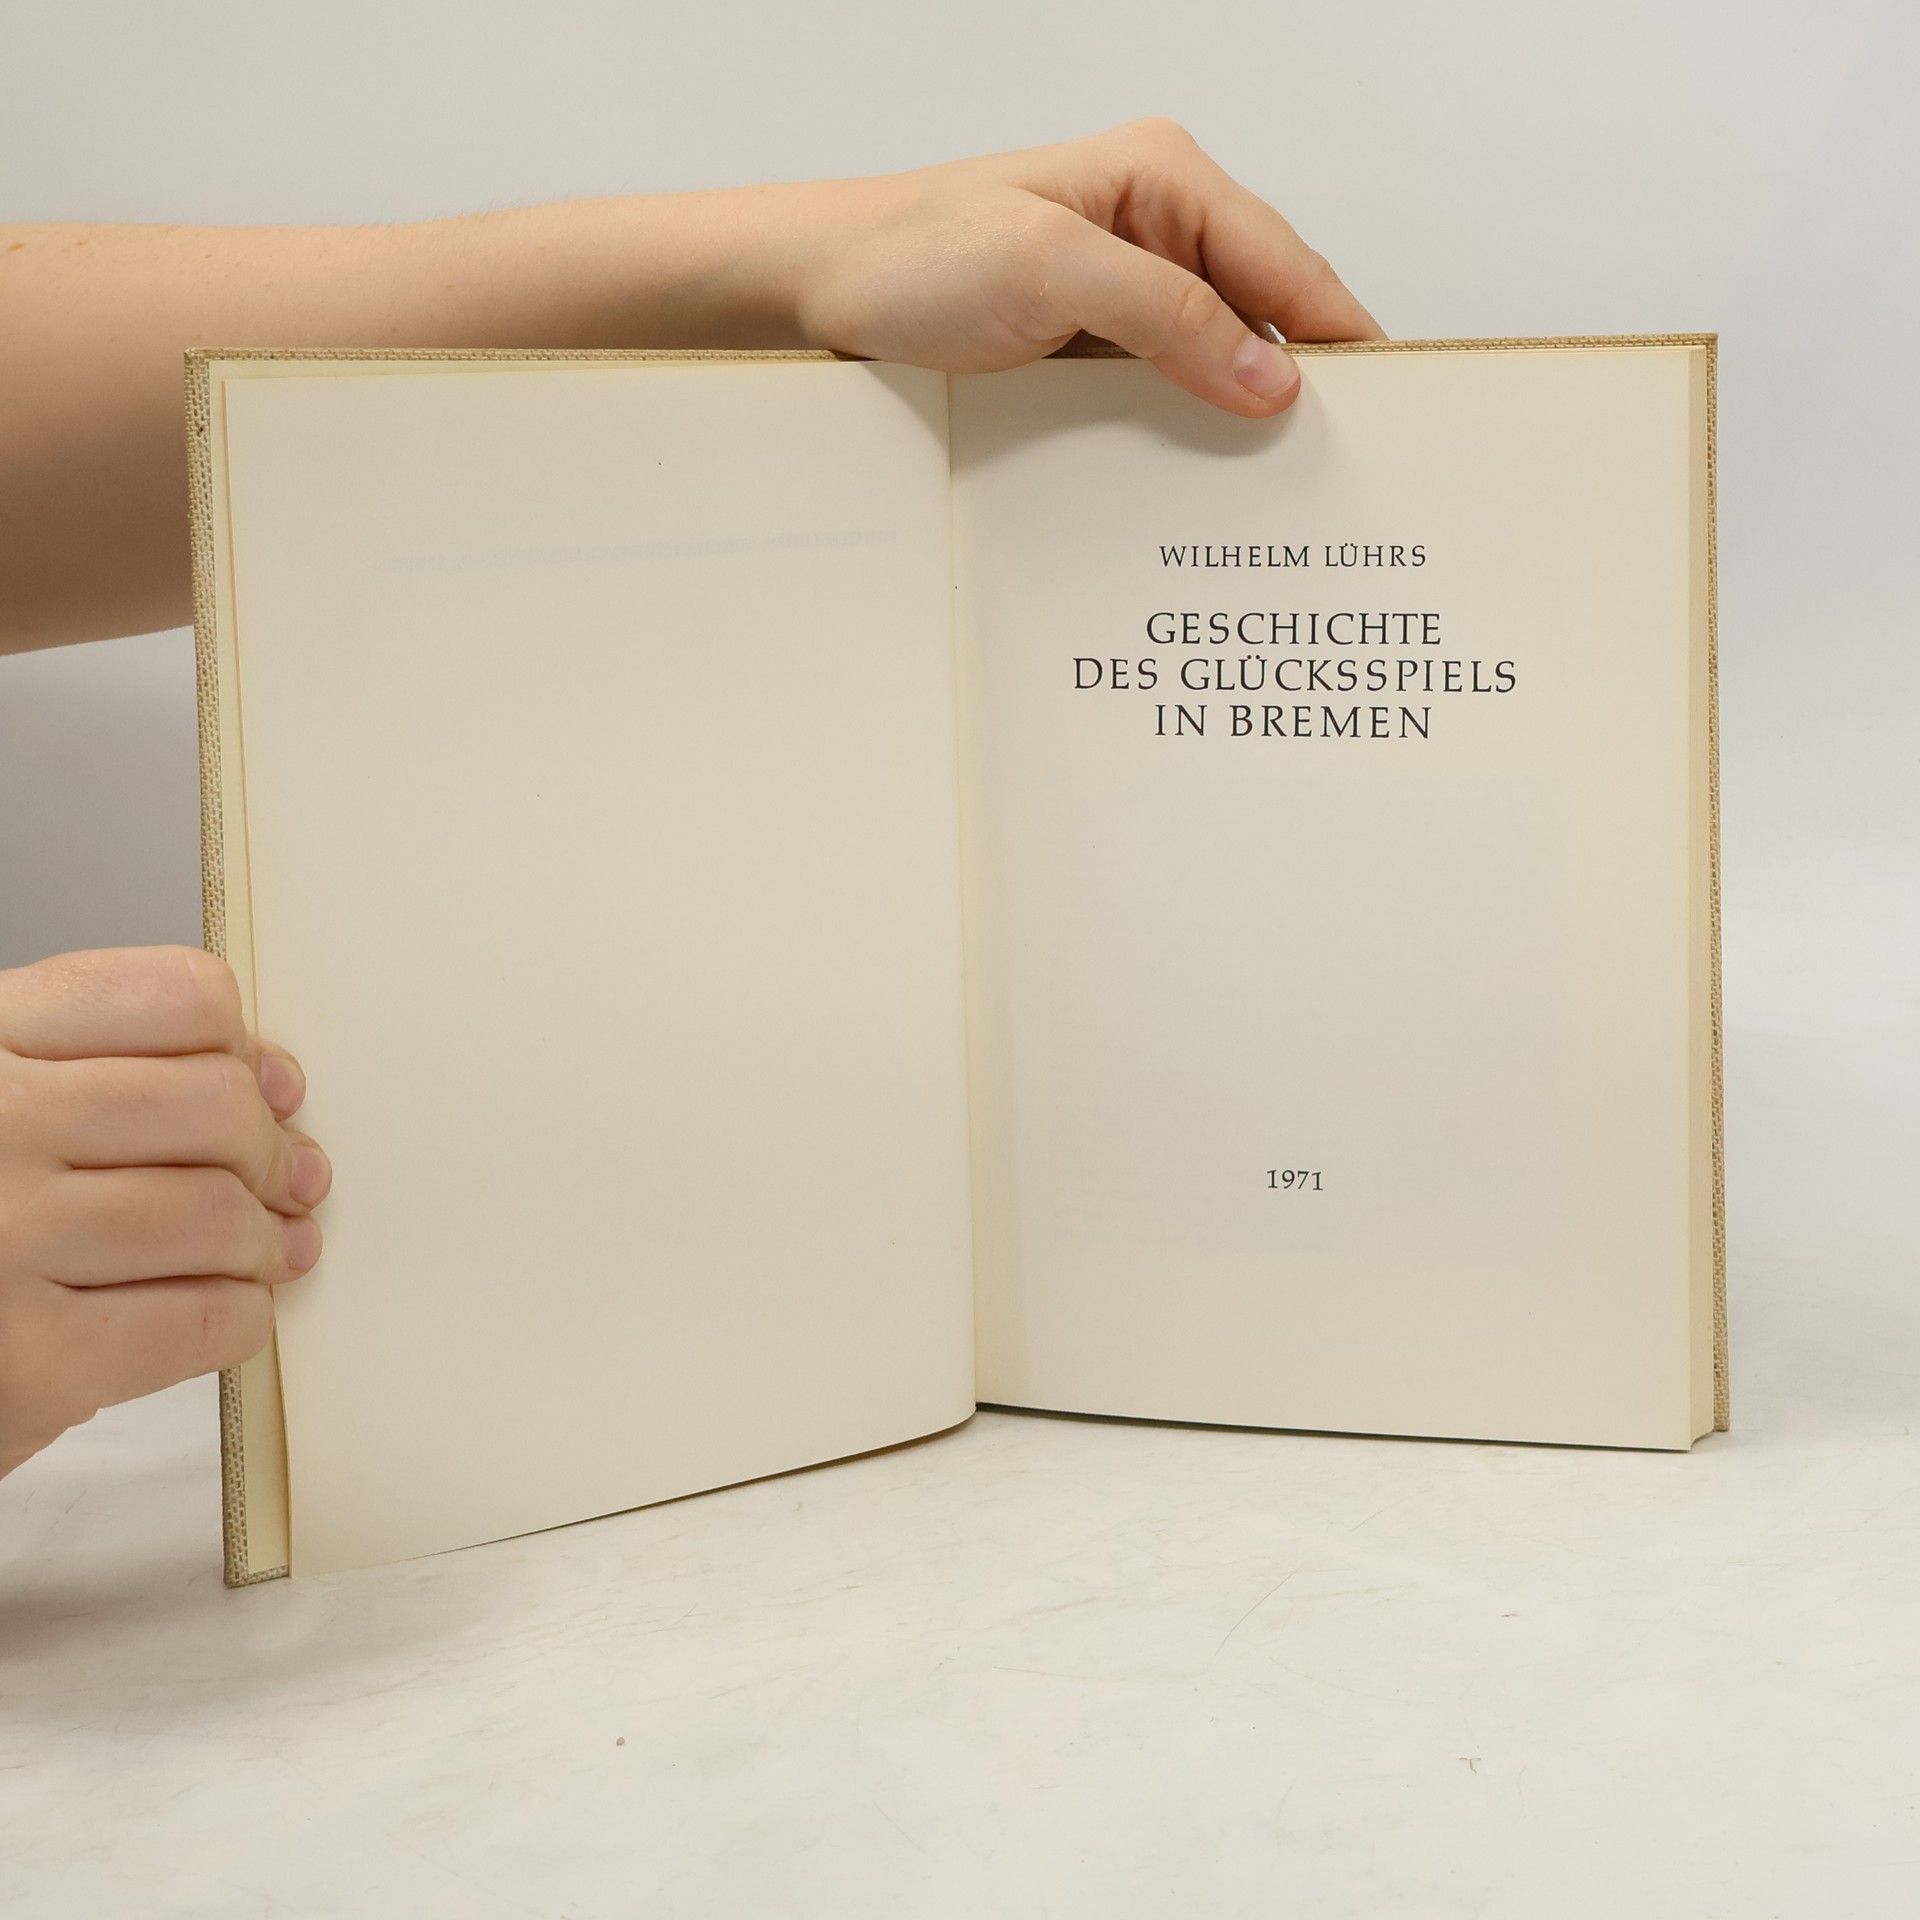 WILHELM LÜHRS
GESCHICHTE
DES GLÜCKSSPIELS
IN BREMEN
1971